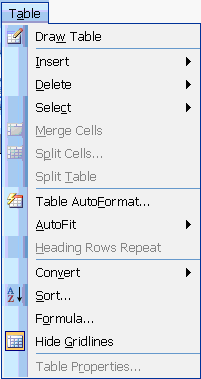 Table
Draw Table
Insert
Delete
Select
Merge Cells
Split Cells...
Split Table
Table AutoFormat...
AutoFit
Heading Rows Repeat
Convert
A Z Sort...
Formula...
Hide Gridlines
Table Properties...